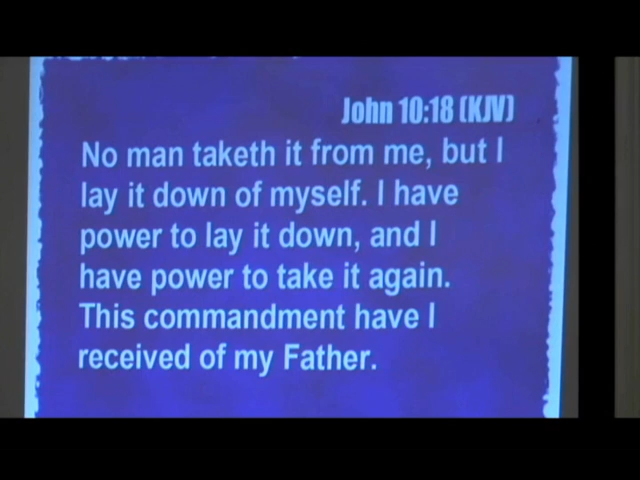 John 10:18 (KJV)
No man taketh it from me, but I
lay it down of myself. I have
power to lay it down, and I
have power to take it again.
This commandment have I
received of my Father.